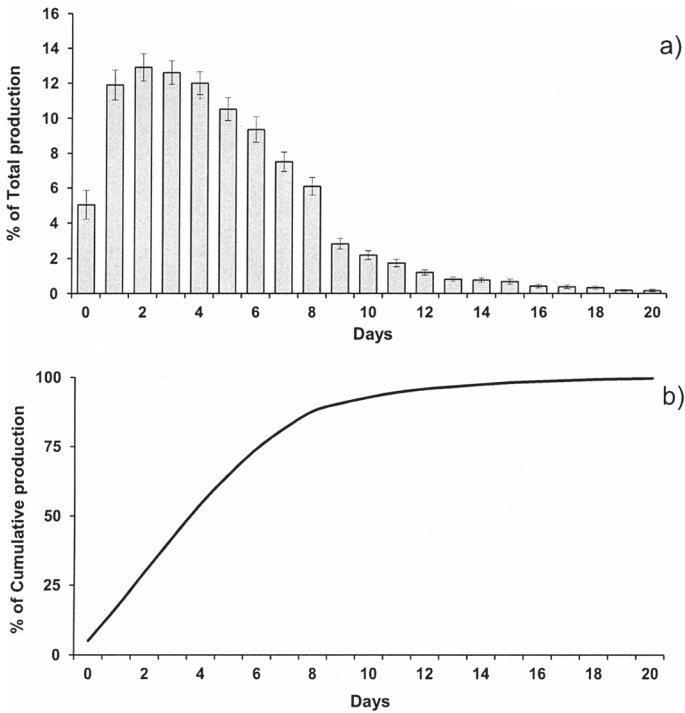 16
a)
14
12
10
8
6
4
2
0
% of Total production
0 2 4 6 8 10 12 14 16 18 20
Days
100
b)
75
50
25
0
% of Cumulative production
0 2 4 6 8 10 12 14 16 18 20
Days